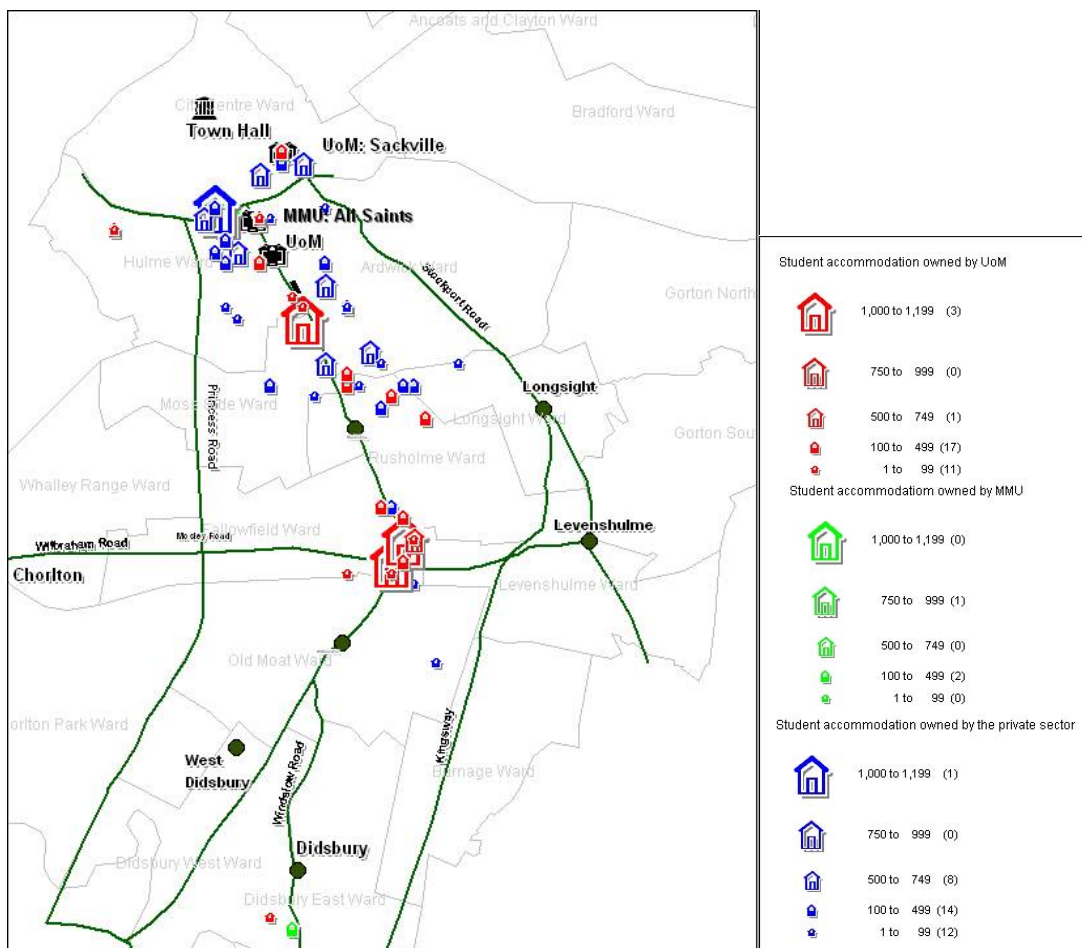 Ancoats and Clayton Ward
City Centre Ward
Bradford Ward
Town Hall
UoM: Sackville
MMU: All Saints
UoM
Hulme Ward
Ardwick Ward
Stockport Road
Gorton North
Longsight
Moss Side Ward
Longsight Ward
Princess Road
Gorton Sou
Rusholme Ward
Whalley Range Ward
Fallowfield Ward
Levenshulme
Wilbraham Road
Mosley Road
Chorlton
Levenshulme Ward
Old Moat Ward
orlton Park Ward
West
Didsbury
Kingsway
Windslow Road
Burnage Ward
Didsbury
Didsbury West Ward
Didsbury East Ward
Student accommodation owned by UoM
1,000 to 1,199 (3)
750 to 999 (0)
500 to 749 (1)
100 to 499 (17)
1 to 99 (11)
Student accommodatiom owned by MMU
1,000 to 1,199 (0)
750 to 999 (1)
500 to 749 (0)
100 to 499 (2)
1 to 99 (0)
Student accommodation owned by the private sector
1,000 to 1,199 (1)
750 to 999 (0)
500 to 749 (8)
100 to 499 (14)
1 to 99 (12)